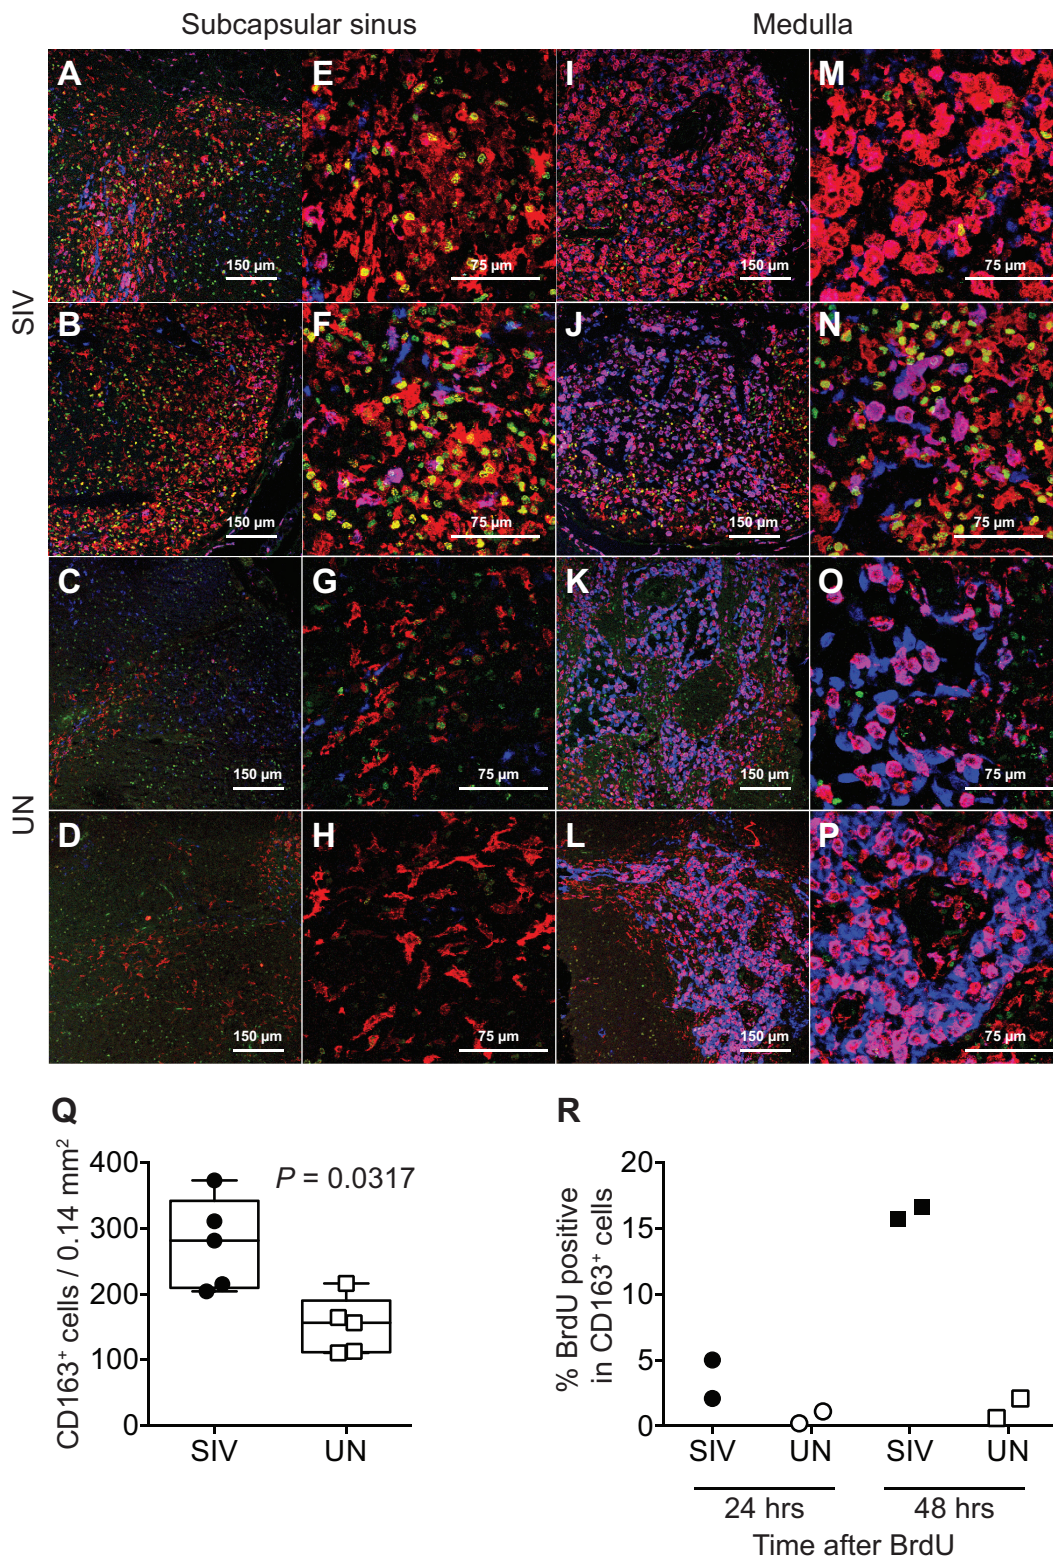 Subcapsular sinus Medulla
A E I M
150 µm 75 µm 150 µm 75 µm
SIV
B F J N
150 µm 75 µm 150 µm 75 µm
C G K O
150 µm 75 µm 150 µm 75 µm
UN
D H L P
150 µm 75 µm 150 µm 75 µm
Q
CD163⁺ cells / 0.14 mm²
400
300
200
100
0
P = 0.0317
SIV UN
R
% BrdU positive
in CD163⁺ cells
20
15
10
5
0
SIV UN SIV UN
24 hrs 48 hrs
Time after BrdU